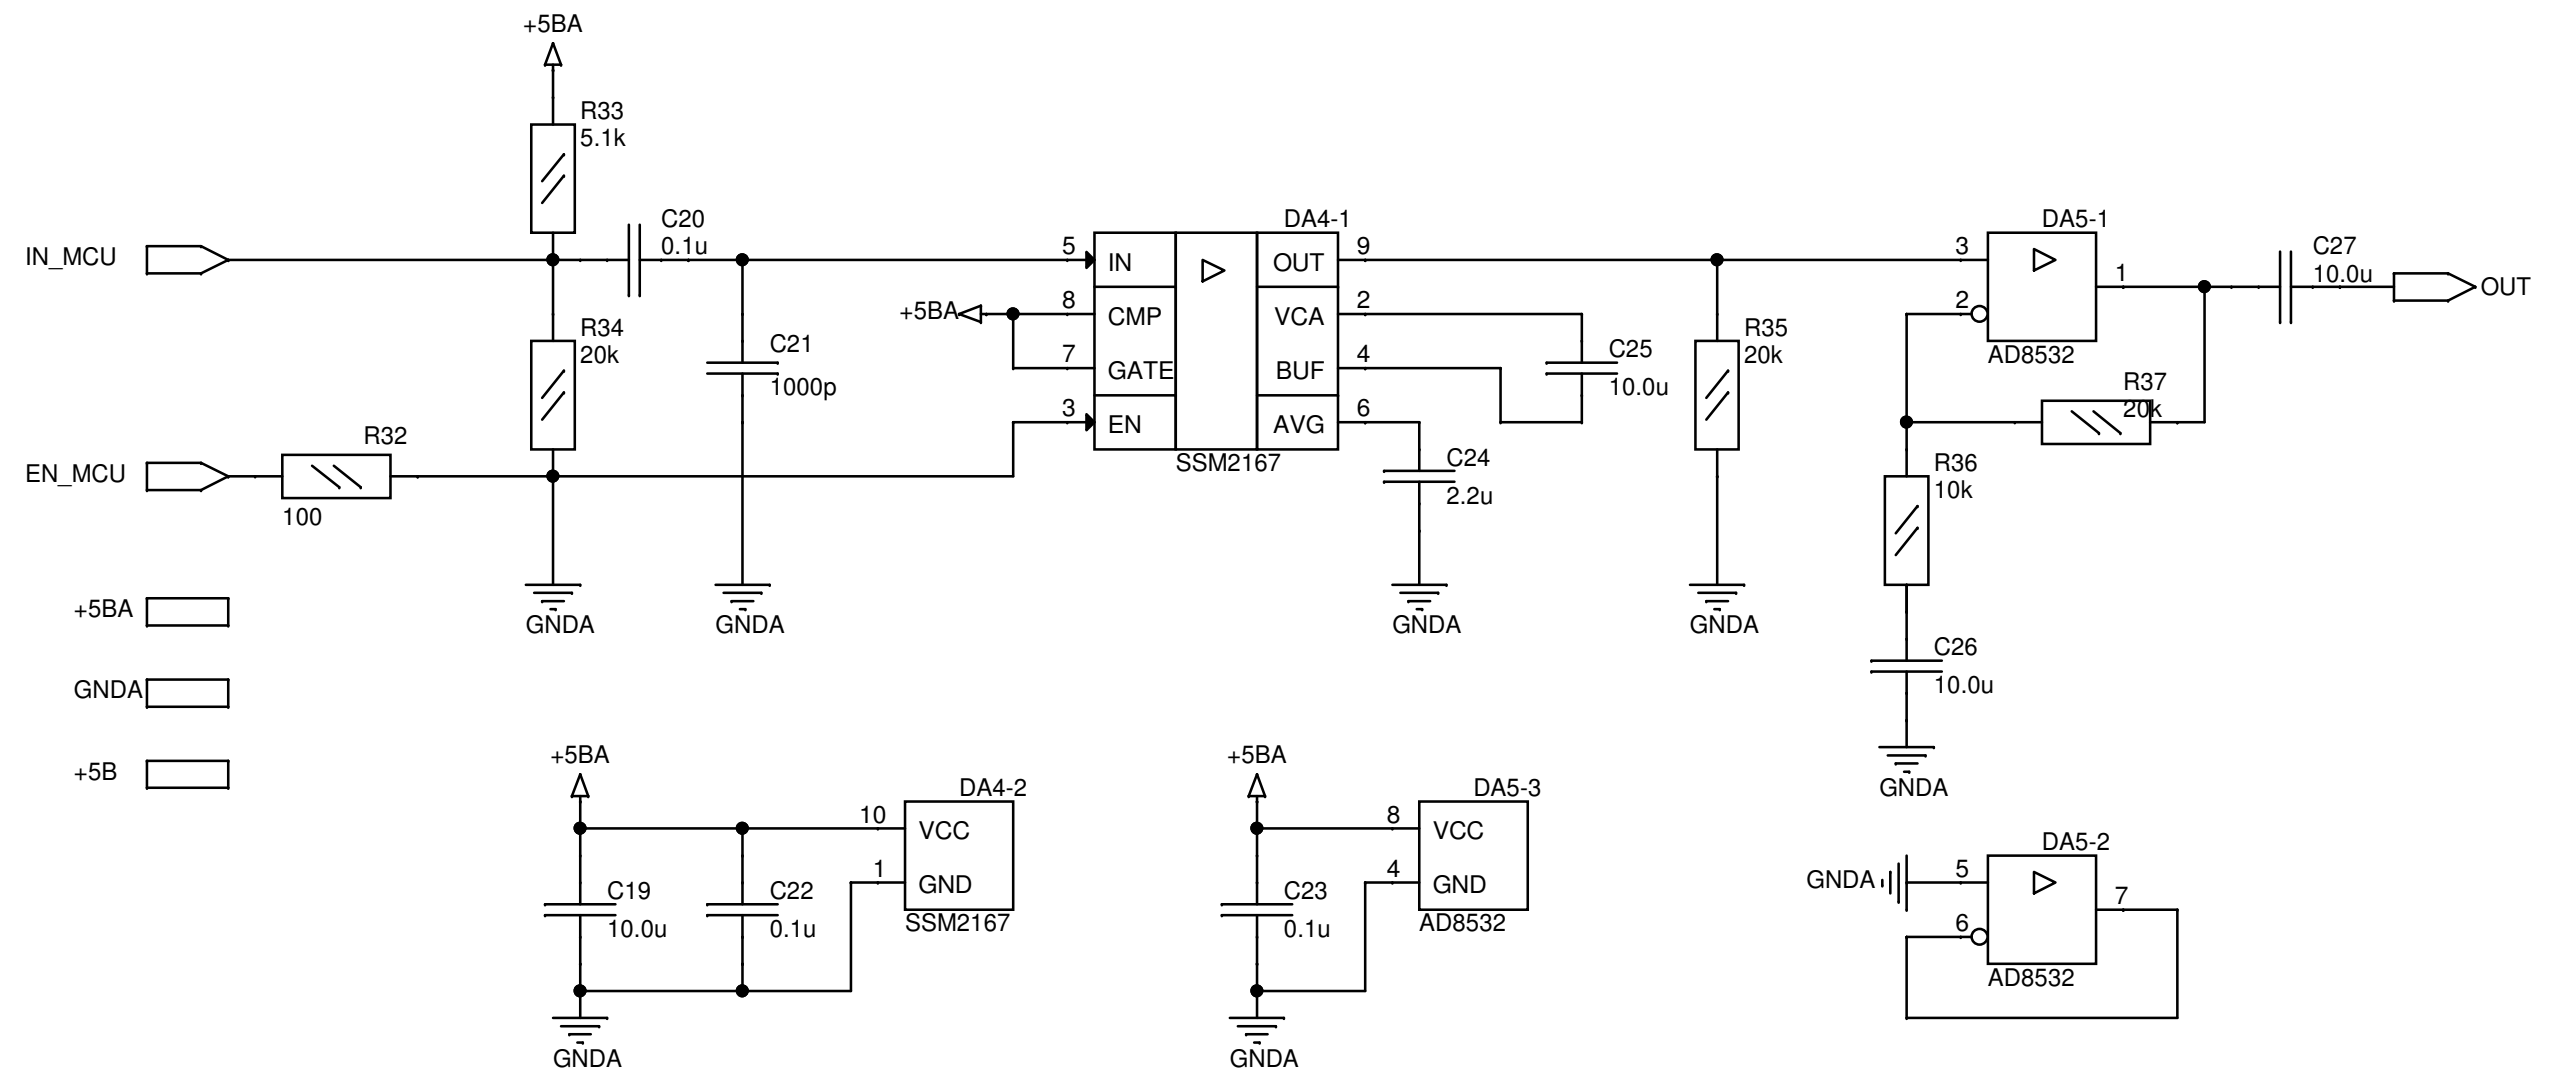 +5BA
R33
5.1k
IN_MCU
C20
0.1u
R34
20k
C21
1000p
EN_MCU
R32
100
GNDA
GNDA
+5BA
5
8
7
3
DA4-1
IN
CMP
GATE
EN
OUT
VCA
BUF
AVG
SSM2167
9
2
4
6
C25
10.0u
C24
2.2u
GNDA
R35
20k
GNDA
3
2
DA5-1
AD8532
1
C27
10.0u
OUT
R37
20k
R36
10k
C26
10.0u
GNDA
+5BA
GNDA
+5B
+5BA
C19
10.0u
C22
0.1u
10
1
DA4-2
VCC
GND
SSM2167
GNDA
+5BA
C23
0.1u
8
4
DA5-3
VCC
GND
AD8532
GNDA
GNDA
5
6
DA5-2
AD8532
7